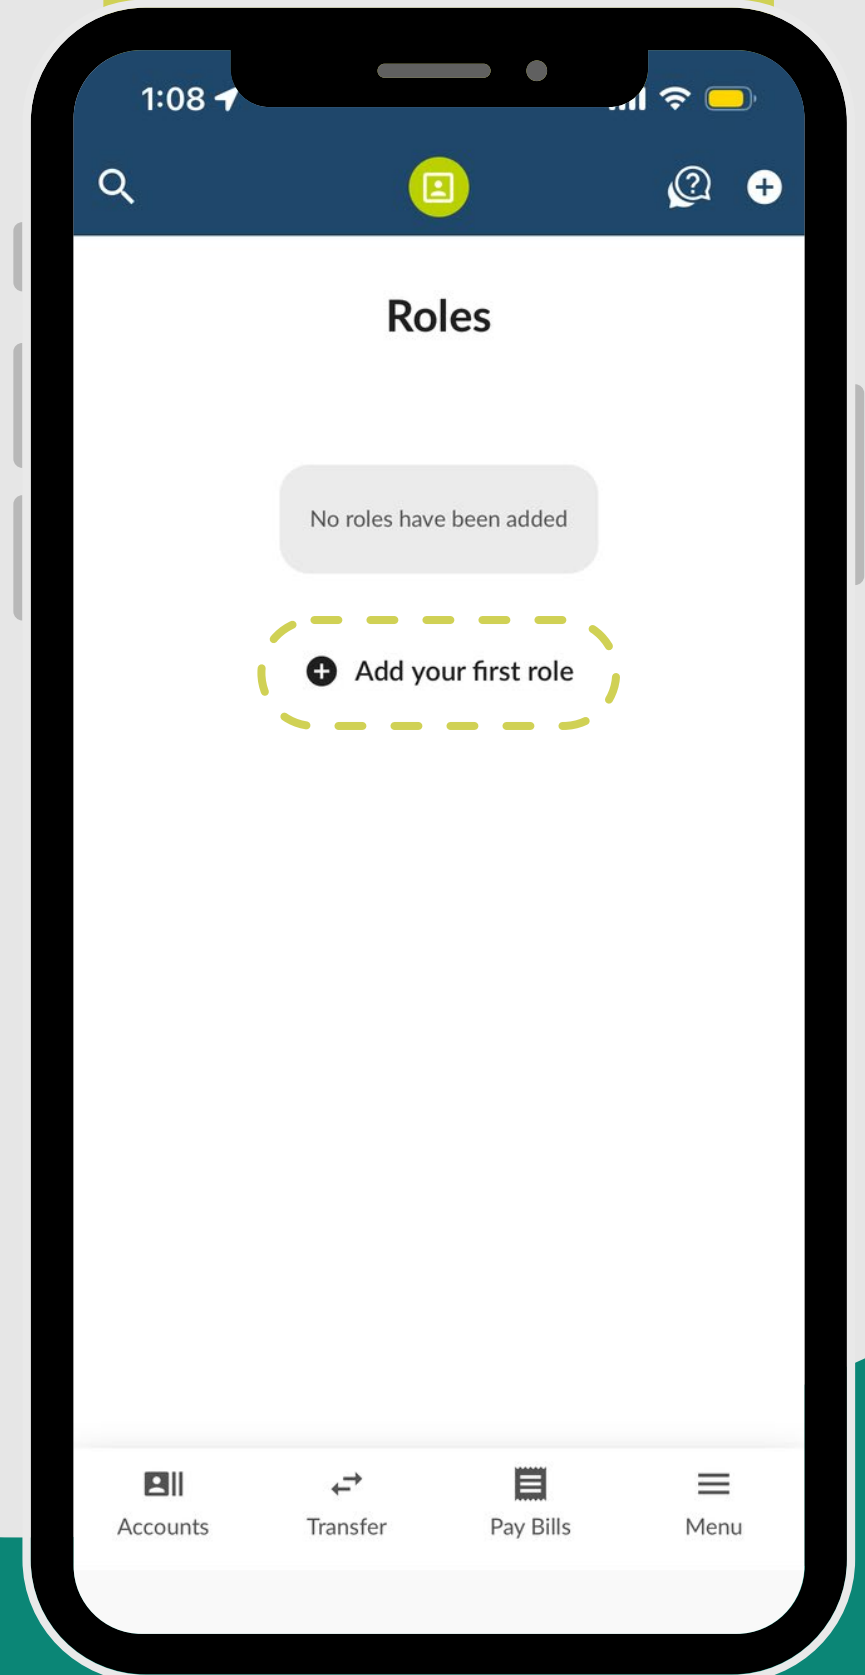 1:08
Roles
No roles have been added
Add your first role
Accounts
Transfer
Pay Bills
Menu